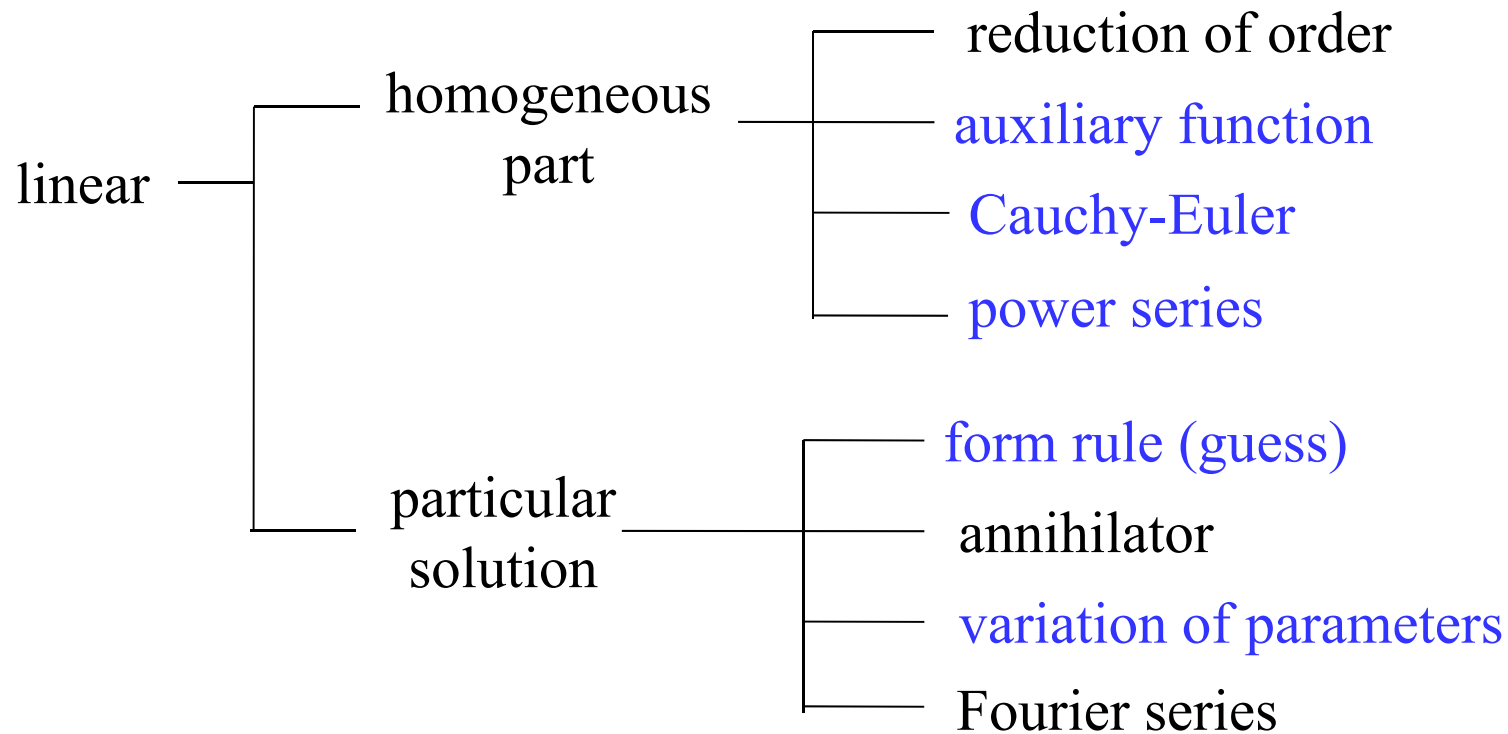 linear
homogeneous
part
reduction of order
auxiliary function
Cauchy-Euler
power series
particular
solution
form rule (guess)
annihilator
variation of parameters
Fourier series